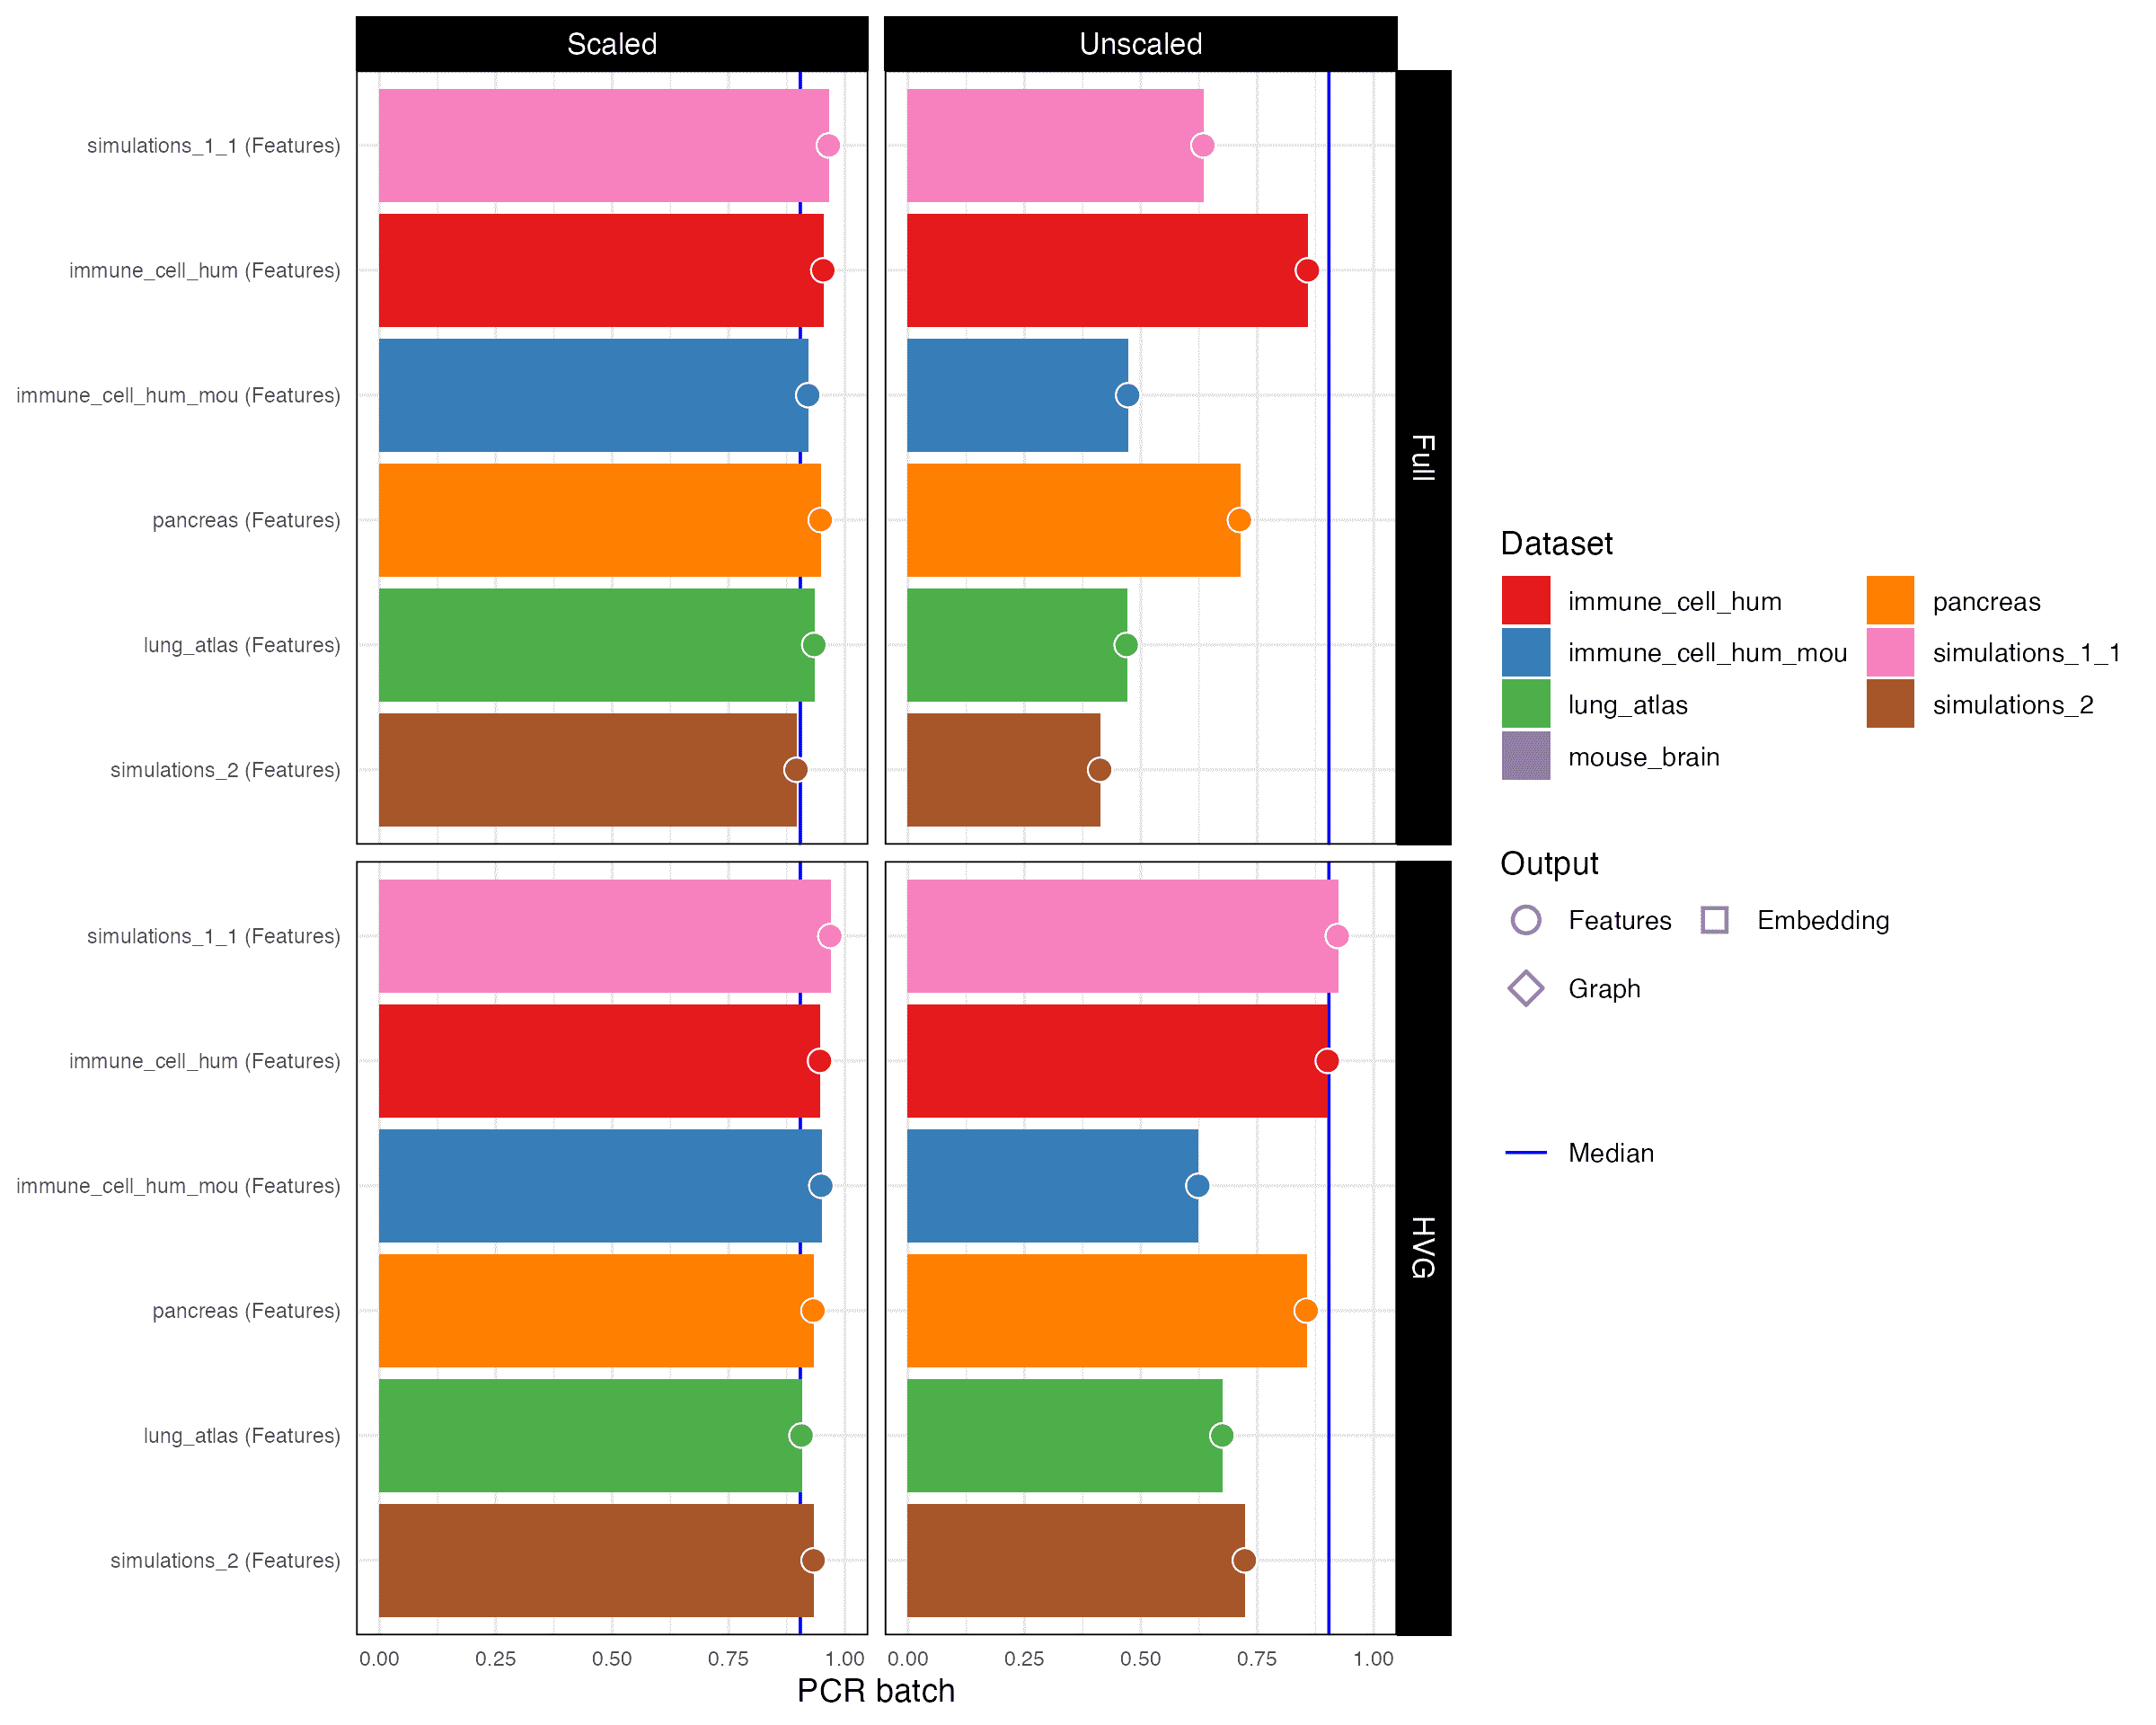 Scaled
Unscaled
simulations_1_1 (Features)
immune_cell_hum (Features)
immune_cell_hum_mou (Features)
pancreas (Features)
lung_atlas (Features)
simulations_2 (Features)
Full
simulations_1_1 (Features)
immune_cell_hum (Features)
immune_cell_hum_mou (Features)
pancreas (Features)
lung_atlas (Features)
simulations_2 (Features)
HVG
0.00 0.25 0.50 0.75 1.00
0.00 0.25 0.50 0.75 1.00
PCR batch
Dataset
immune_cell_hum
immune_cell_hum_mou
lung_atlas
mouse_brain
pancreas
simulations_1_1
simulations_2
Output
Features
Embedding
Graph
Median